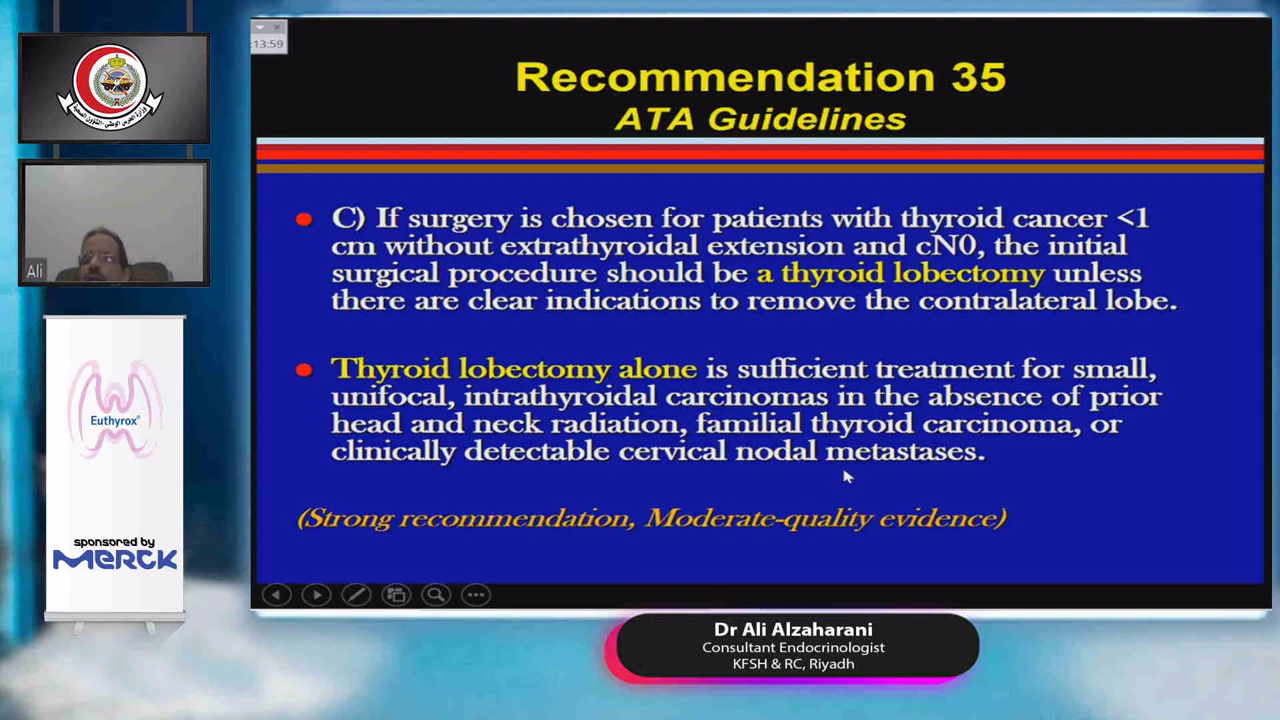 :13:59
Recommendation 35
ATA Guidelines
C) If surgery is chosen for patients with thyroid cancer <1
cm without extrathyroidal extension and cN0, the initial
surgical procedure should be a thyroid lobectomy unless
there are clear indications to remove the contralateral lobe.
Thyroid lobectomy alone is sufficient treatment for small,
unifocal, intrathyroidal carcinomas in the absence of prior
head and neck radiation, familial thyroid carcinoma, or
clinically detectable cervical nodal metastases.
(Strong recommendation, Moderate-quality evidence)
Ali
Euthyrox®
sponsored by
MERCK
Dr Ali Alzaharani
Consultant Endocrinologist
KFSH & RC, Riyadh